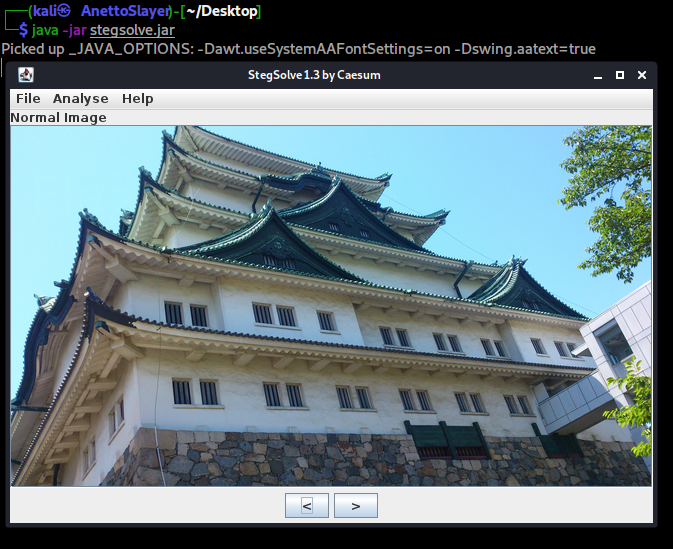 (kali㉿ AnettoSlayer)-[~/Desktop]
$ java -jar stegsolve.jar
Picked up _JAVA_OPTIONS: -Dawt.useSystemAAFontSettings=on -Dswing.aatext=true
StegSolve 1.3 by Caesum
File Analyse Help
Normal Image
< >